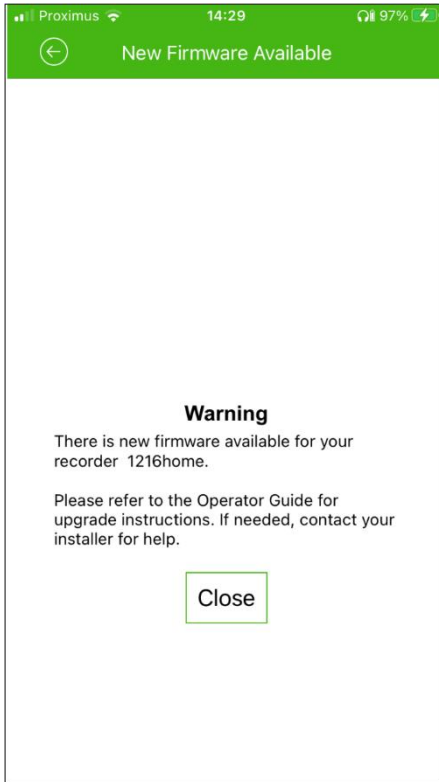 Proximus 14:29 97%
New Firmware Available
Warning
There is new firmware available for your
recorder 1216home.
Please refer to the Operator Guide for
upgrade instructions. If needed, contact your
installer for help.
Close